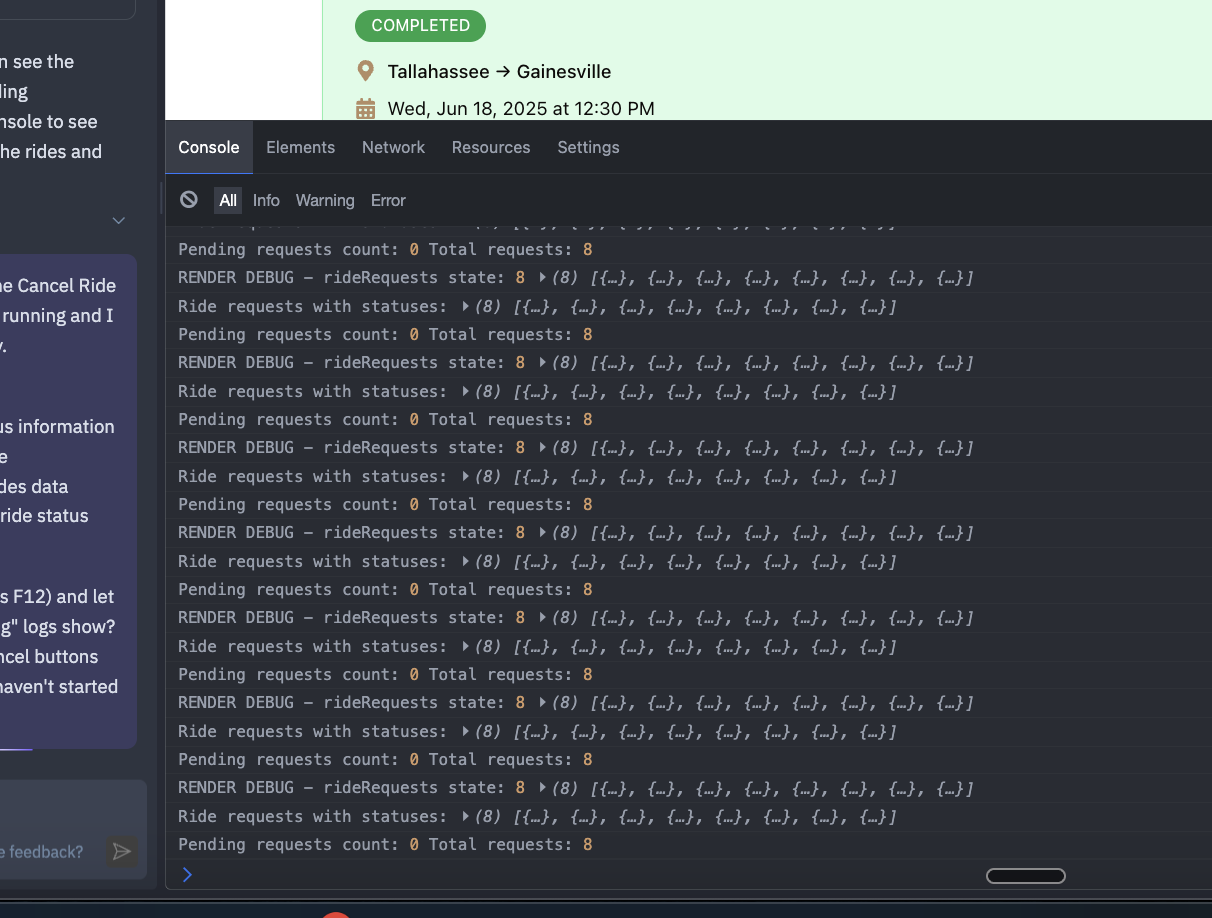 n see the
ling
nsole to see
he rides and
ne Cancel Ride
running and I
y.
us information
e
des data
ride status
s F12) and let
g" logs show?
ncel buttons
haven't started
e feedback?
COMPLETED
Tallahassee → Gainesville
Wed, Jun 18, 2025 at 12:30 PM
Console Elements Network Resources Settings
All Info Warning Error
Pending requests count: 0 Total requests: 8
RENDER DEBUG – rideRequests state: 8 ▸(8) [{…}, {…}, {…}, {…}, {…}, {…}, {…}, {…}]
Ride requests with statuses: ▸(8) [{…}, {…}, {…}, {…}, {…}, {…}, {…}, {…}]
Pending requests count: 0 Total requests: 8
RENDER DEBUG – rideRequests state: 8 ▸(8) [{…}, {…}, {…}, {…}, {…}, {…}, {…}, {…}]
Ride requests with statuses: ▸(8) [{…}, {…}, {…}, {…}, {…}, {…}, {…}, {…}]
Pending requests count: 0 Total requests: 8
RENDER DEBUG – rideRequests state: 8 ▸(8) [{…}, {…}, {…}, {…}, {…}, {…}, {…}, {…}]
Ride requests with statuses: ▸(8) [{…}, {…}, {…}, {…}, {…}, {…}, {…}, {…}]
Pending requests count: 0 Total requests: 8
RENDER DEBUG – rideRequests state: 8 ▸(8) [{…}, {…}, {…}, {…}, {…}, {…}, {…}, {…}]
Ride requests with statuses: ▸(8) [{…}, {…}, {…}, {…}, {…}, {…}, {…}, {…}]
Pending requests count: 0 Total requests: 8
RENDER DEBUG – rideRequests state: 8 ▸(8) [{…}, {…}, {…}, {…}, {…}, {…}, {…}, {…}]
Ride requests with statuses: ▸(8) [{…}, {…}, {…}, {…}, {…}, {…}, {…}, {…}]
Pending requests count: 0 Total requests: 8
RENDER DEBUG – rideRequests state: 8 ▸(8) [{…}, {…}, {…}, {…}, {…}, {…}, {…}, {…}]
Ride requests with statuses: ▸(8) [{…}, {…}, {…}, {…}, {…}, {…}, {…}, {…}]
Pending requests count: 0 Total requests: 8
RENDER DEBUG – rideRequests state: 8 ▸(8) [{…}, {…}, {…}, {…}, {…}, {…}, {…}, {…}]
Ride requests with statuses: ▸(8) [{…}, {…}, {…}, {…}, {…}, {…}, {…}, {…}]
Pending requests count: 0 Total requests: 8